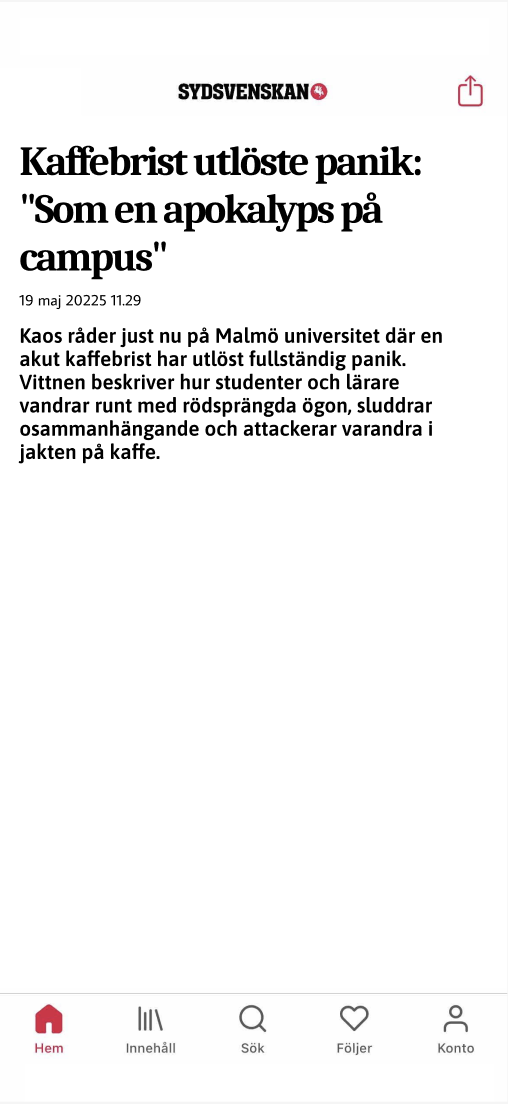 SYDSVENSKAN
Kaffebrist utlöste panik:
"Som en apokalyps på
campus"
19 maj 20225 11.29
Kaos råder just nu på Malmö universitet där en
akut kaffebrist har utlöst fullständig panik.
Vittnen beskriver hur studenter och lärare
vandrar runt med rödsprängda ögon, sluddrar
osammanhängande och attackerar varandra i
jakten på kaffe.
Hem Innehåll Sök Följer Konto